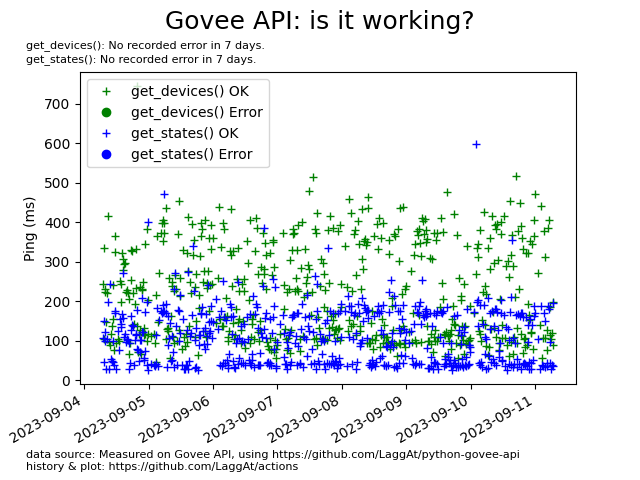 Govee API: is it working?
get_devices(): No recorded error in 7 days.
get_states(): No recorded error in 7 days.
get_devices() OK
get_devices() Error
get_states() OK
get_states() Error
Ping (ms)
700
600
500
400
300
200
100
0
2023-09-04
2023-09-05
2023-09-06
2023-09-07
2023-09-08
2023-09-09
2023-09-10
2023-09-11
data source: Measured on Govee API, using https://github.com/LaggAt/python-govee-api
history & plot: https://github.com/LaggAt/actions